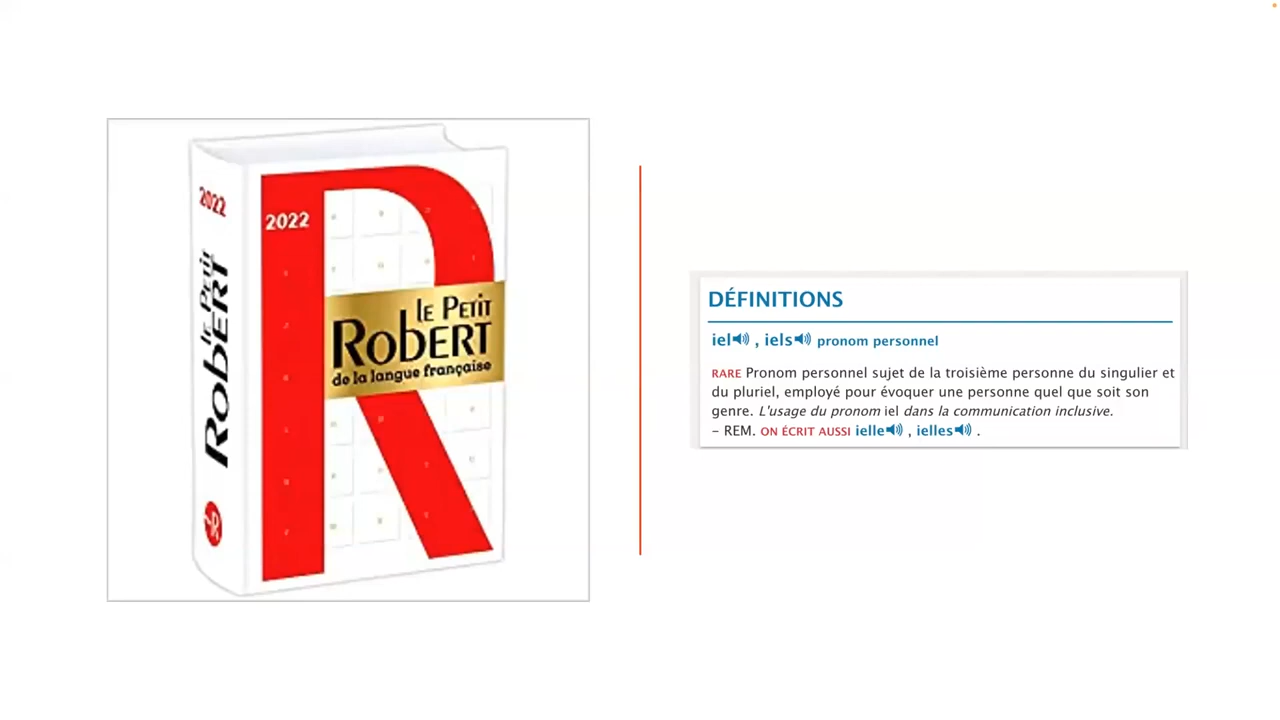 2022
le Petit
Robert
2022
le Petit
Robert
de la langue française
R
DÉFINITIONS
iel , iels pronom personnel
RARE Pronom personnel sujet de la troisième personne du singulier et
du pluriel, employé pour évoquer une personne quel que soit son
genre. L'usage du pronom iel dans la communication inclusive.
– REM. ON ÉCRIT AUSSI ielle , ielles .